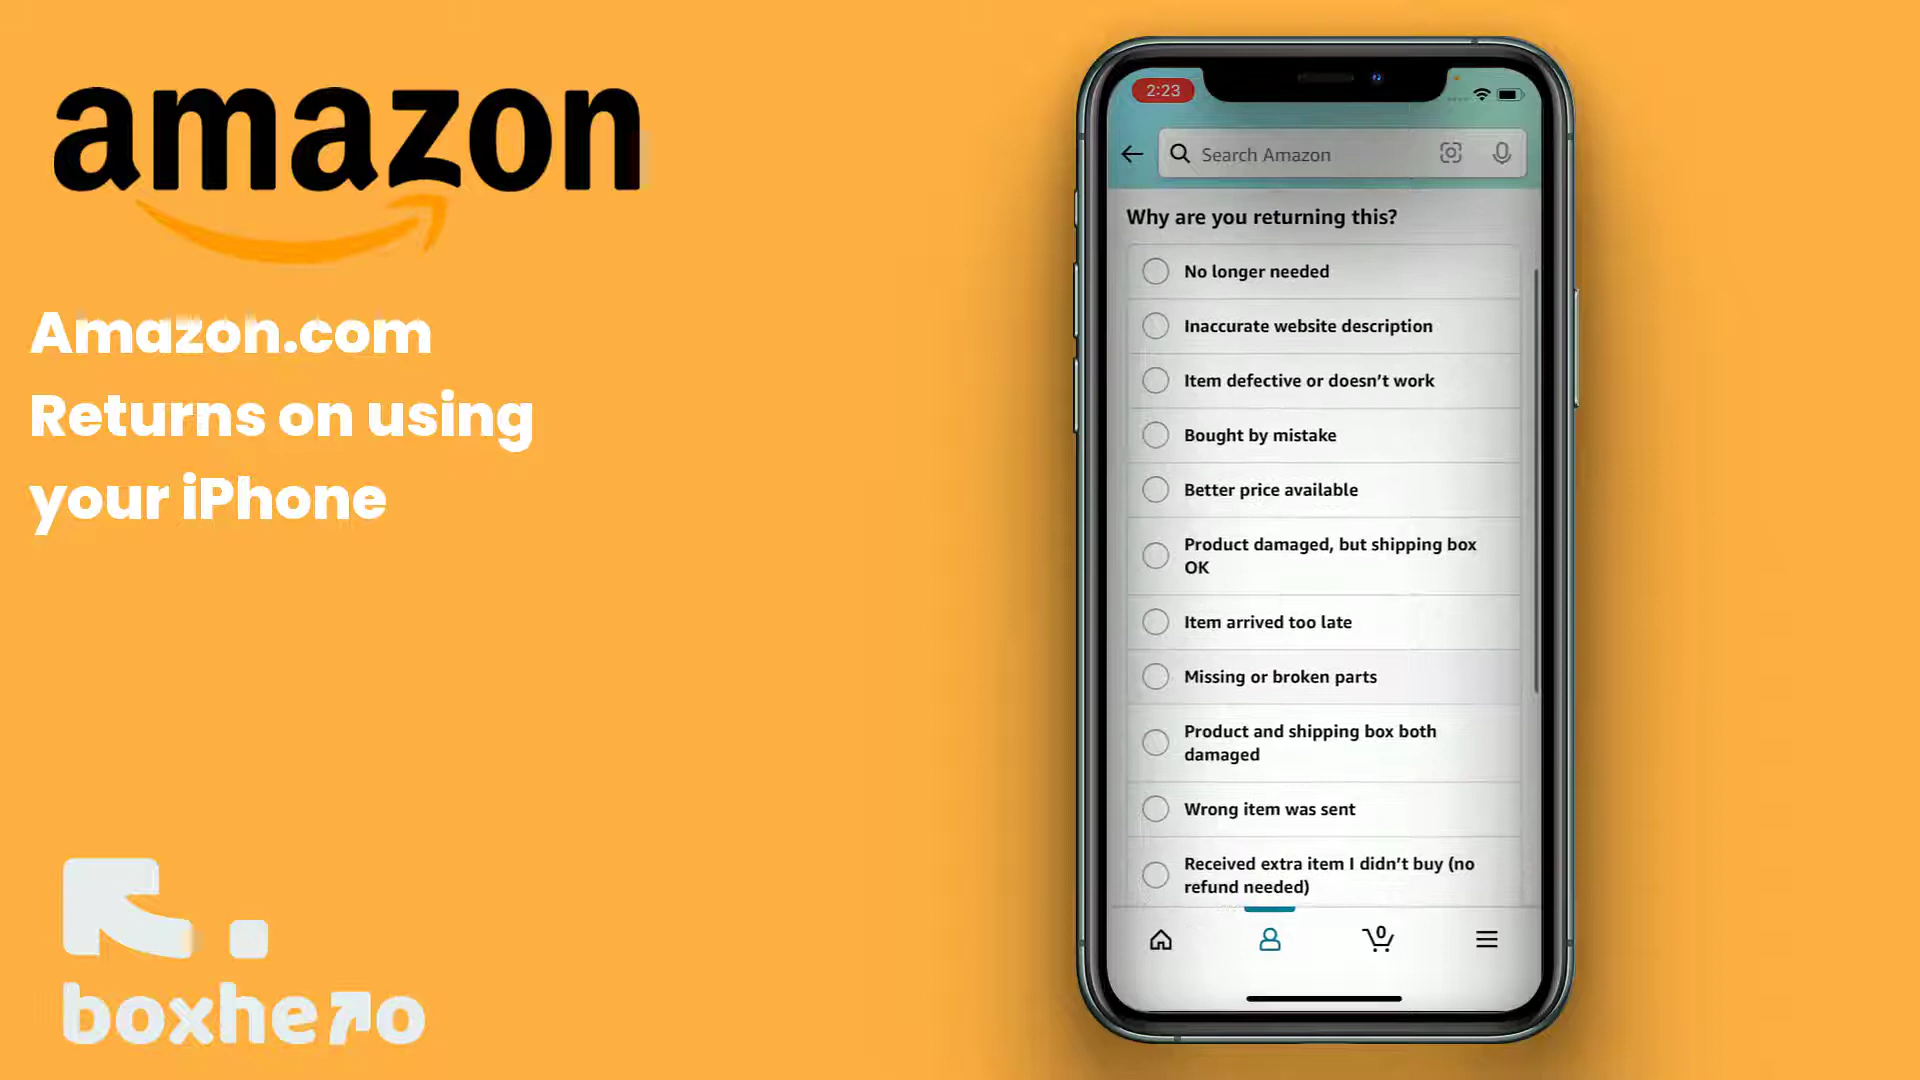 amazon
Amazon.com
Returns on using
your iPhone
boxhero
2:23
Search Amazon
Why are you returning this?
No longer needed
Inaccurate website description
Item defective or doesn’t work
Bought by mistake
Better price available
Product damaged, but shipping box
OK
Item arrived too late
Missing or broken parts
Product and shipping box both
damaged
Wrong item was sent
Received extra item I didn’t buy (no
refund needed)
0